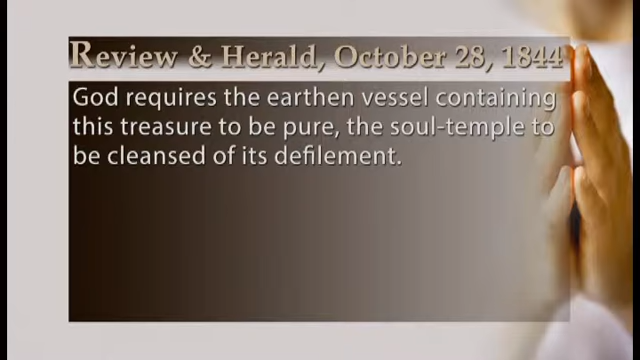 Review & Herald, October 28, 1844
God requires the earthen vessel containing
this treasure to be pure, the soul-temple to
be cleansed of its defilement.